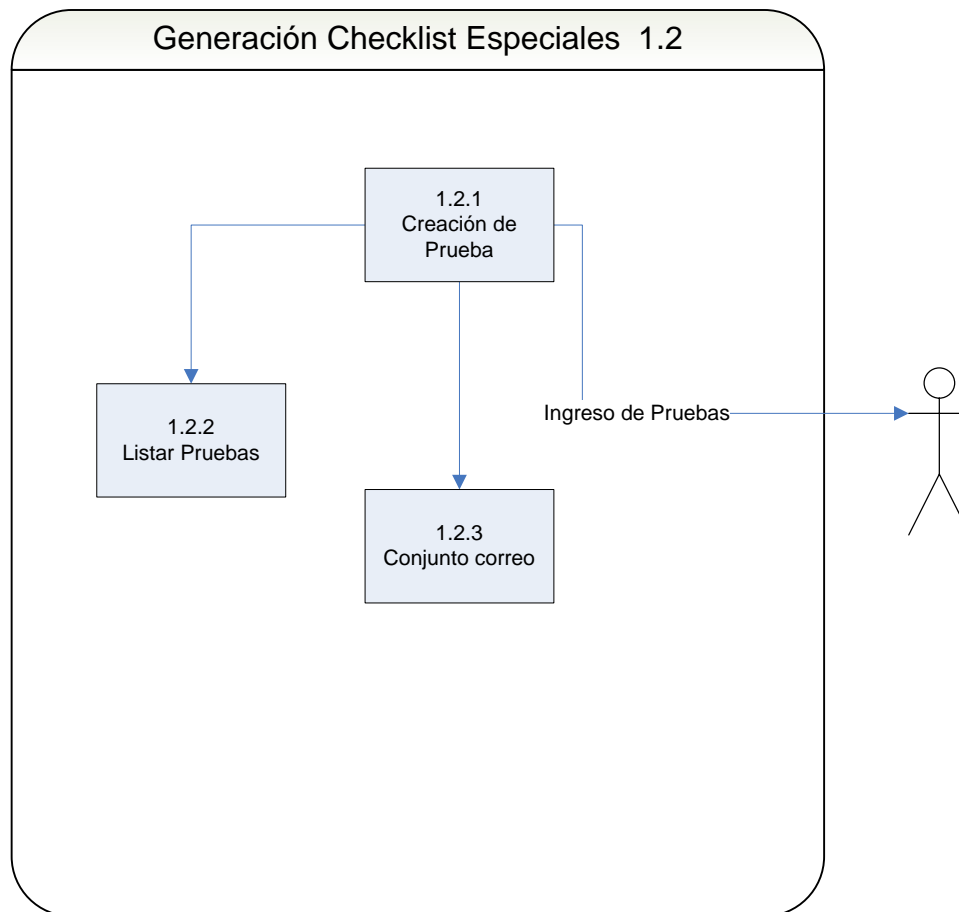 Generación Checklist Especiales 1.2
1.2.1
Creación de
Prueba
1.2.2
Listar Pruebas
Ingreso de Pruebas
1.2.3
Conjunto correo